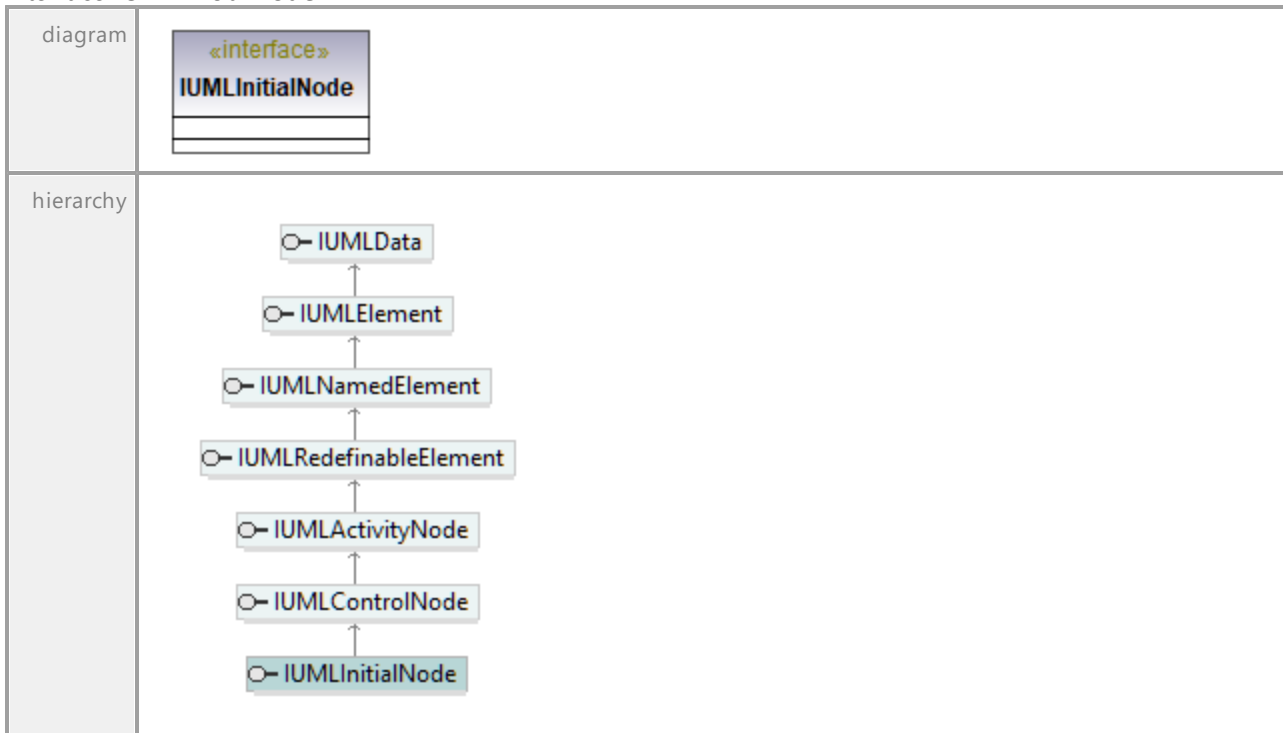 diagram
«interface»
IUMLInitialNode
hierarchy
IUMLData
IUMLElement
IUMLNamedElement
IUMLRedefinableElement
IUMLActivityNode
IUMLControlNode
IUMLInitialNode